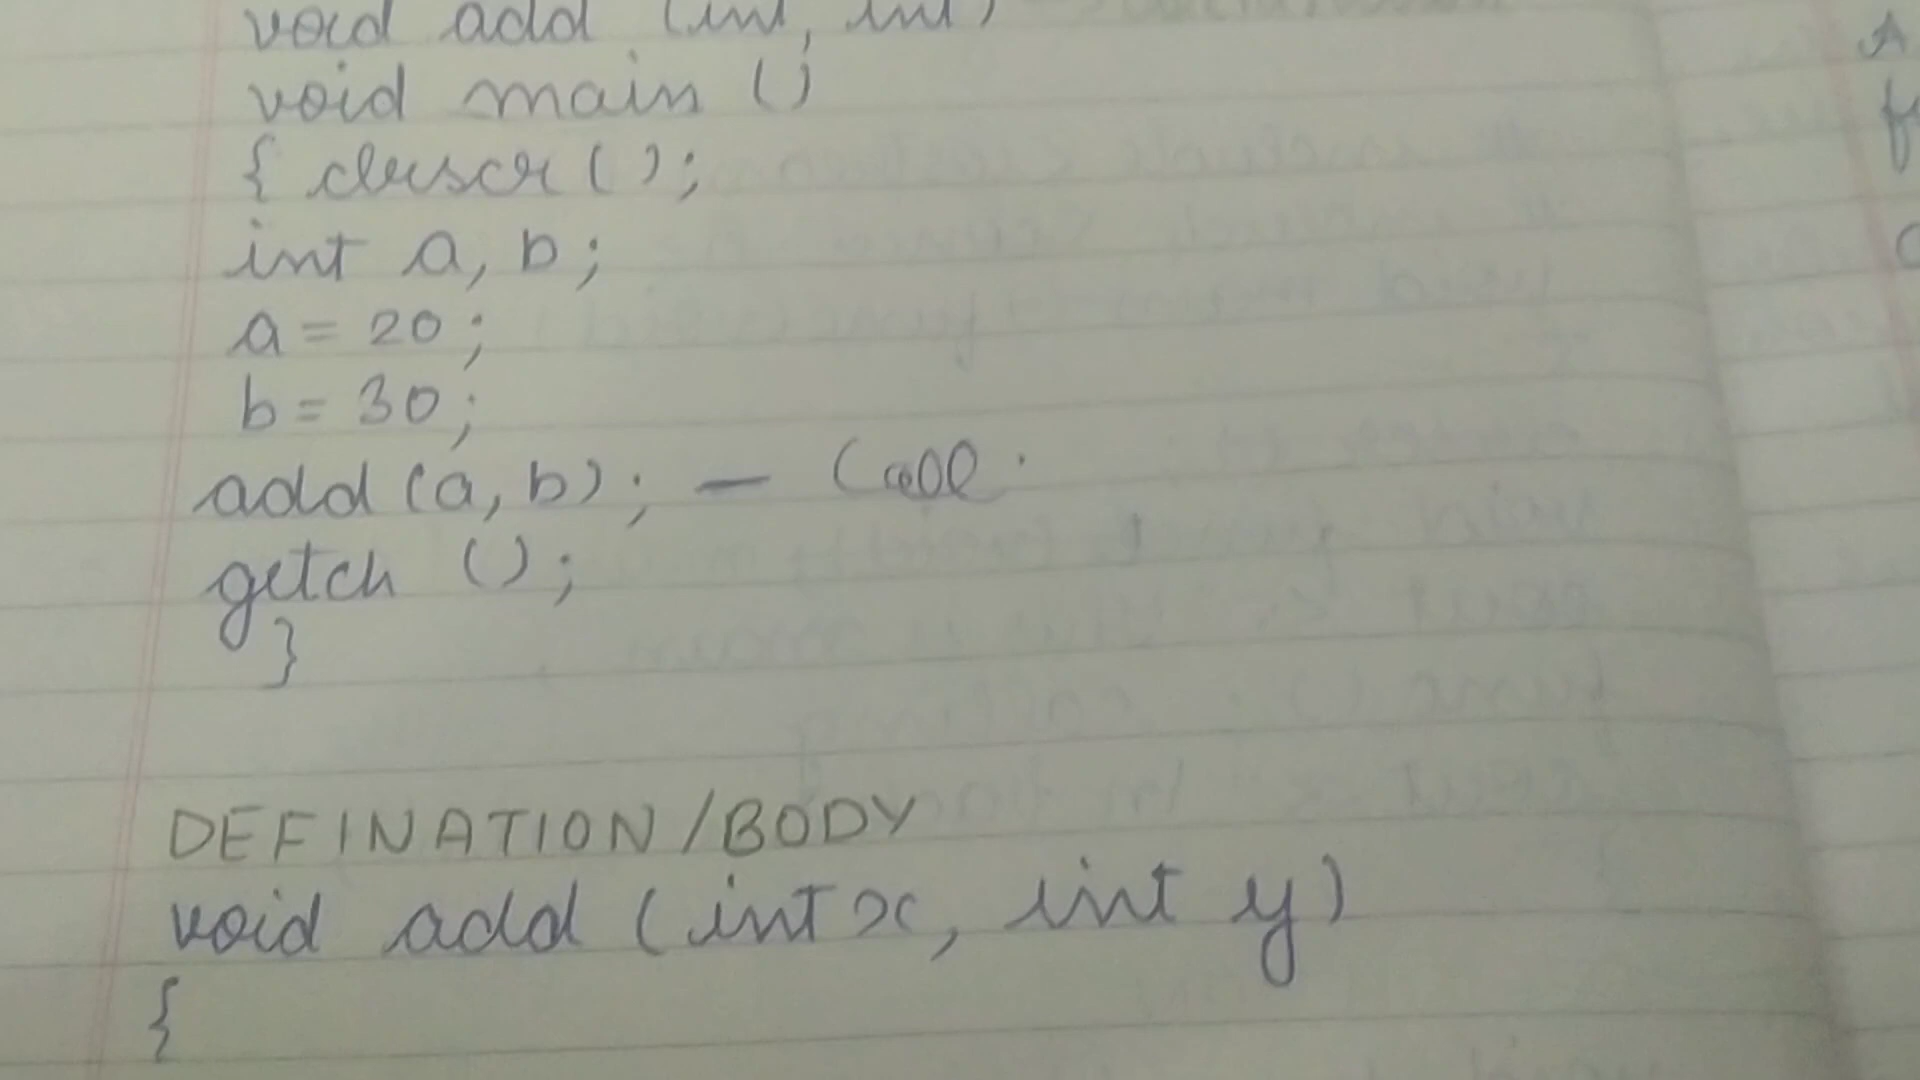 void add (int, int)
void main ()
{ clrscr ( );
int a, b;
a = 20;
b = 30;
add (a, b); — Call.
getch ();
}
DEFINATION/BODY
void add (int x, int y)
{